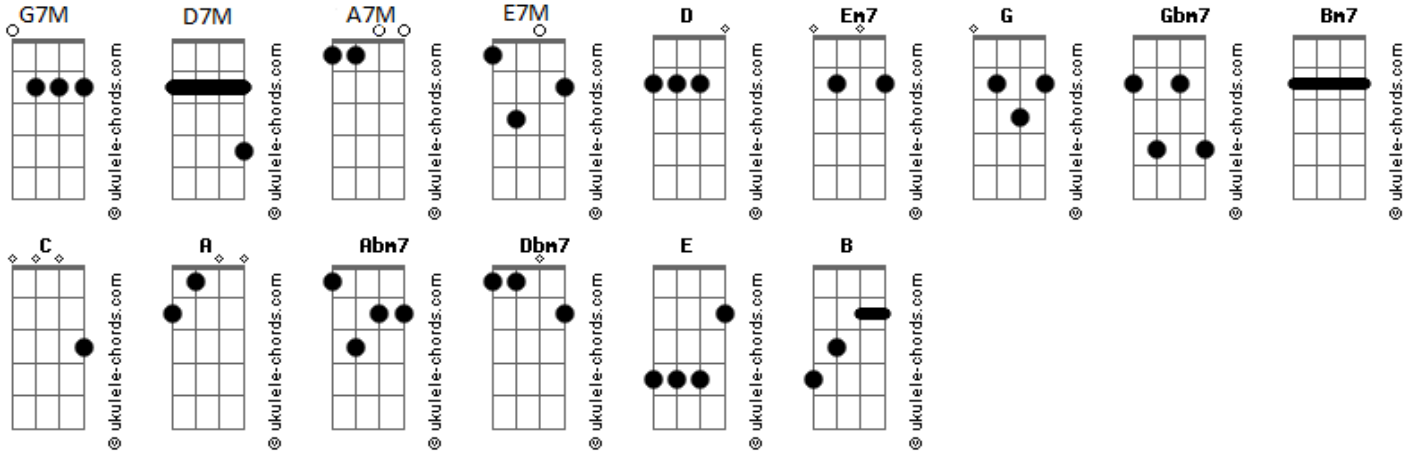 G7M D7M A7M E7M D Em7 G Gbm7 Bm7
© ukulele-chords.com © ukulele-chords.com © ukulele-chords.com © ukulele-chords.com © ukulele-chords.com © ukulele-chords.com © ukulele-chords.com © ukulele-chords.com © ukulele-chords.com
C A Abm7 Dbm7 E B
© ukulele-chords.com © ukulele-chords.com © ukulele-chords.com © ukulele-chords.com © ukulele-chords.com © ukulele-chords.com